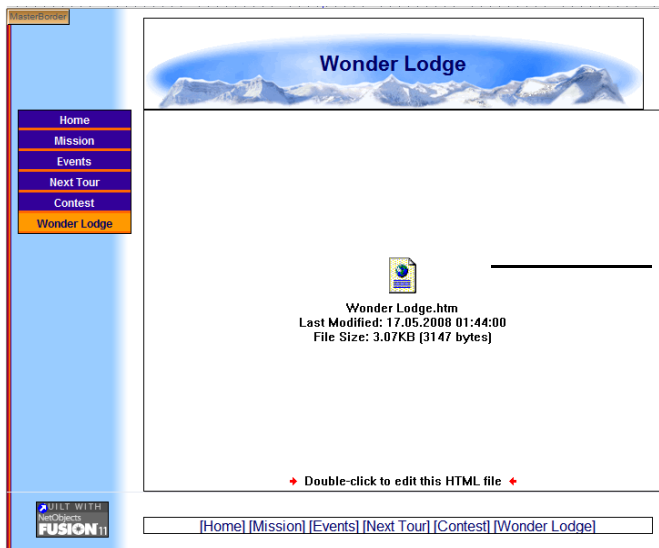 MasterBorder
Wonder Lodge
Home
Mission
Events
Next Tour
Contest
Wonder Lodge
Wonder Lodge.htm
Last Modified: 17.05.2008 01:44:00
File Size: 3.07KB (3147 bytes)
Double-click to edit this HTML file
UILT WITH
NetObjects
FUSION 11
[Home] [Mission] [Events] [Next Tour] [Contest] [Wonder Lodge]